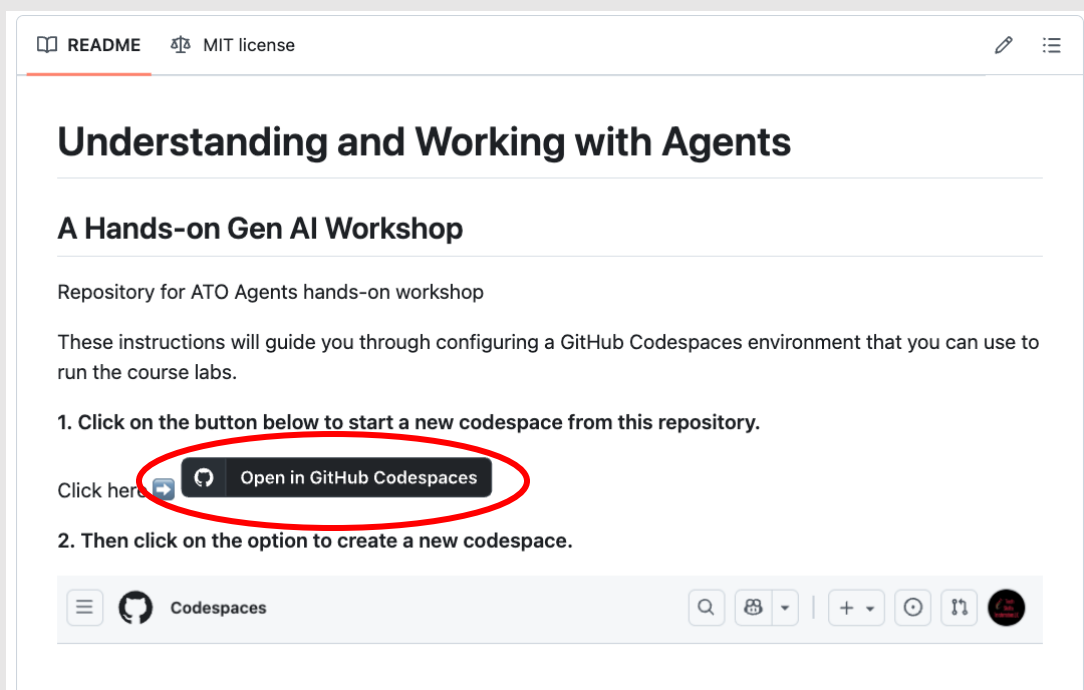 README MIT license
Understanding and Working with Agents
A Hands-on Gen AI Workshop
Repository for ATO Agents hands-on workshop
These instructions will guide you through configuring a GitHub Codespaces environment that you can use to
run the course labs.
1. Click on the button below to start a new codespace from this repository.
Click here ➡️ Open in GitHub Codespaces
2. Then click on the option to create a new codespace.
Codespaces